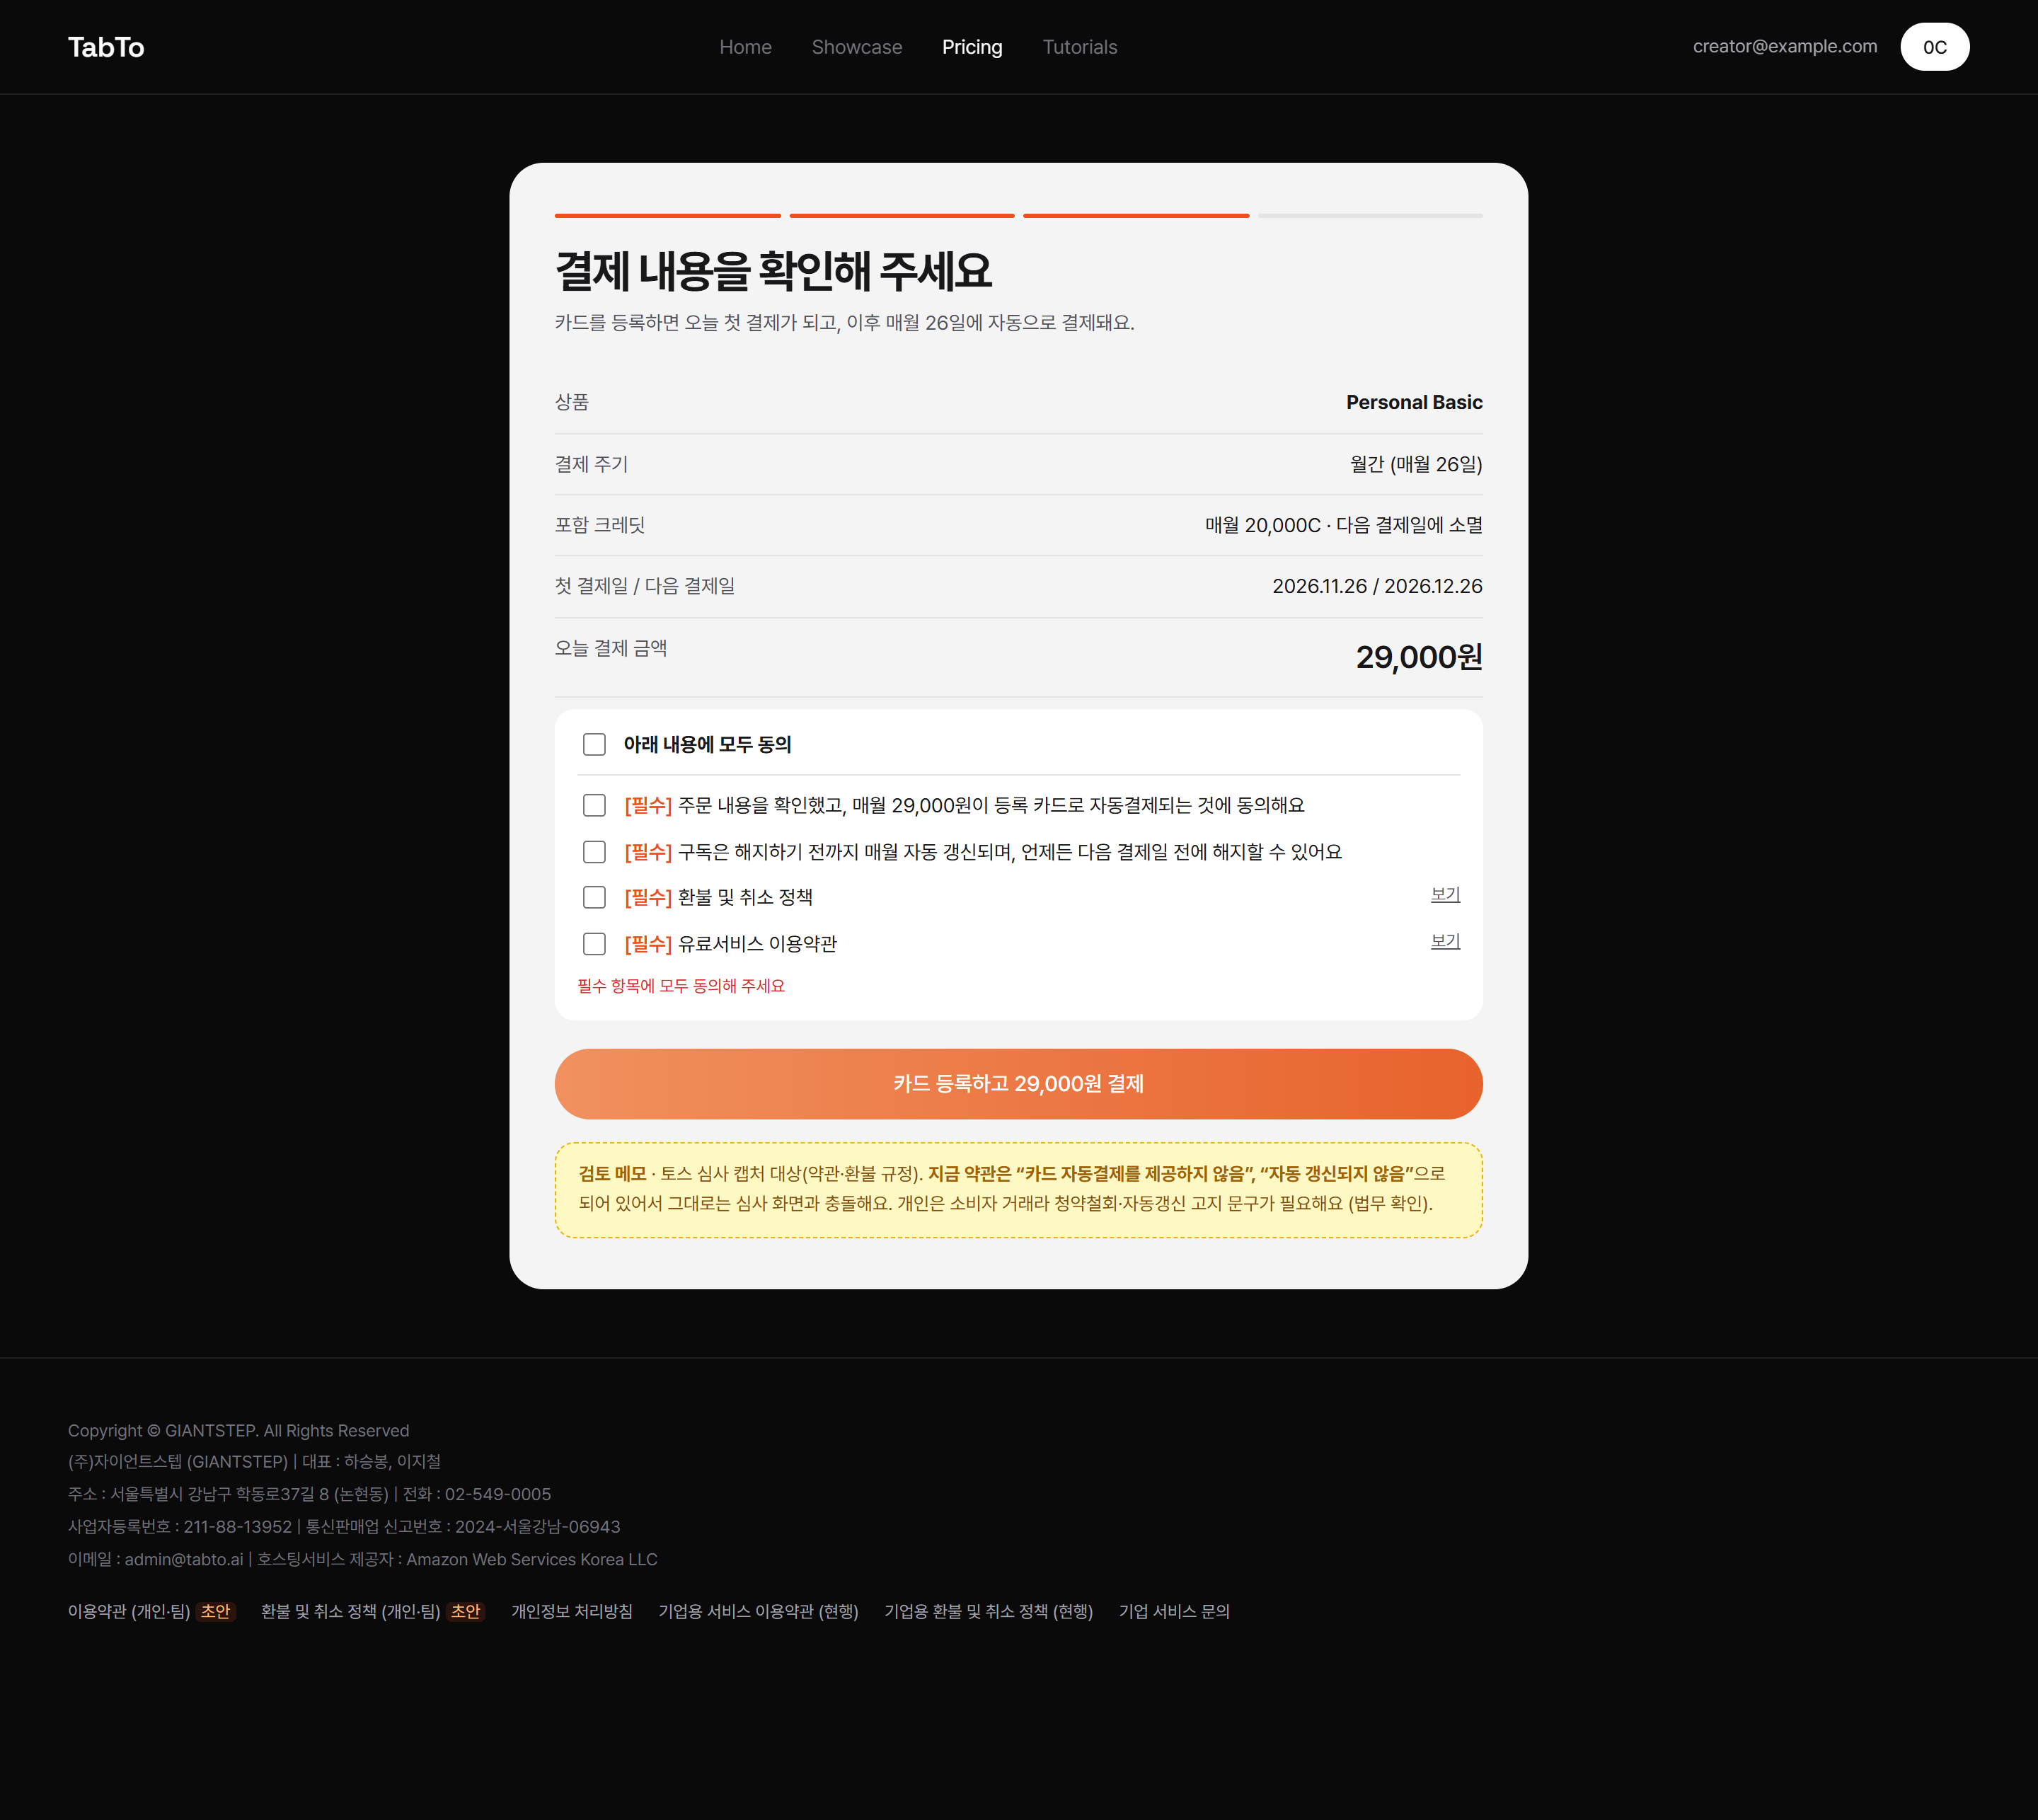 TabTo
Home Showcase Pricing Tutorials
creator@example.com 0C
결제 내용을 확인해 주세요
카드를 등록하면 오늘 첫 결제가 되고, 이후 매월 26일에 자동으로 결제돼요.
상품 Personal Basic
결제 주기 월간 (매월 26일)
포함 크레딧 매월 20,000C · 다음 결제일에 소멸
첫 결제일 / 다음 결제일 2026.11.26 / 2026.12.26
오늘 결제 금액 29,000원
아래 내용에 모두 동의
[필수] 주문 내용을 확인했고, 매월 29,000원이 등록 카드로 자동결제되는 것에 동의해요
[필수] 구독은 해지하기 전까지 매월 자동 갱신되며, 언제든 다음 결제일 전에 해지할 수 있어요
[필수] 환불 및 취소 정책 보기
[필수] 유료서비스 이용약관 보기
필수 항목에 모두 동의해 주세요
카드 등록하고 29,000원 결제
검토 메모 · 토스 심사 캡처 대상(약관·환불 규정). 지금 약관은 “카드 자동결제를 제공하지 않음”, “자동 갱신되지 않음”으로
되어 있어서 그대로는 심사 화면과 충돌해요. 개인은 소비자 거래라 청약철회·자동갱신 고지 문구가 필요해요 (법무 확인).
Copyright © GIANTSTEP. All Rights Reserved
(주)자이언트스텝 (GIANTSTEP) | 대표 : 하승봉, 이지철
주소 : 서울특별시 강남구 학동로37길 8 (논현동) | 전화 : 02-549-0005
사업자등록번호 : 211-88-13952 | 통신판매업 신고번호 : 2024-서울강남-06943
이메일 : admin@tabto.ai | 호스팅서비스 제공자 : Amazon Web Services Korea LLC
이용약관 (개인·팀) 초안 환불 및 취소 정책 (개인·팀) 초안 개인정보 처리방침 기업용 서비스 이용약관 (현행) 기업용 환불 및 취소 정책 (현행) 기업 서비스 문의